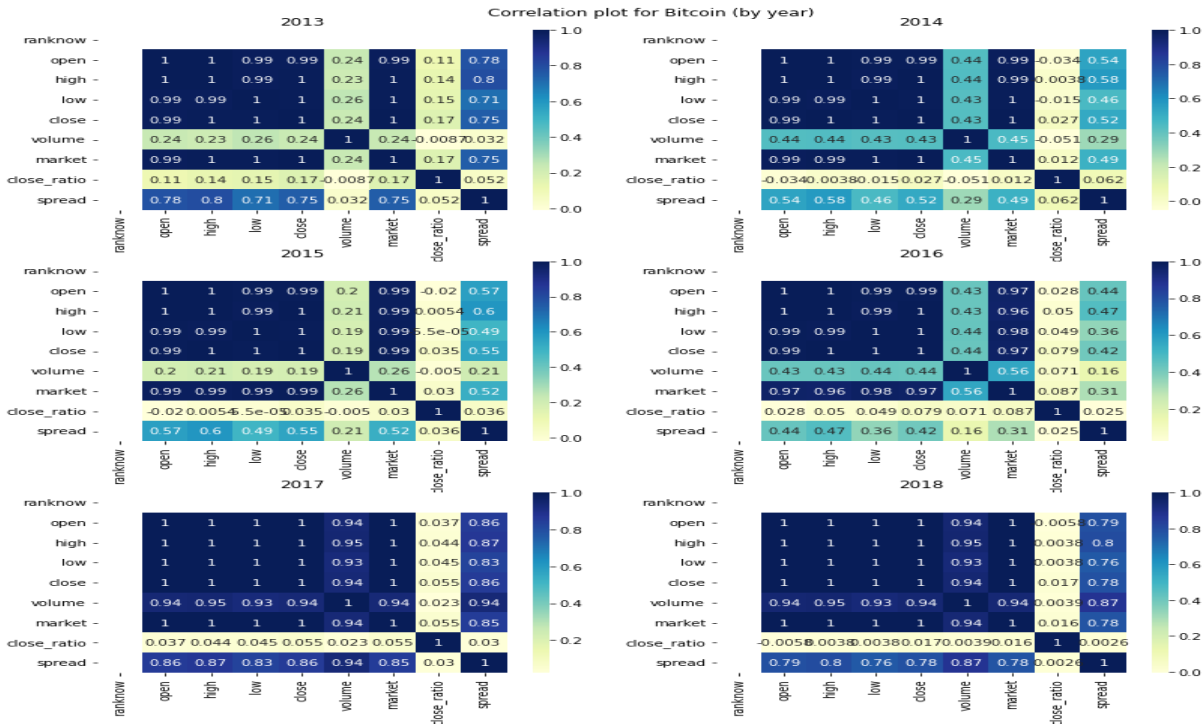 Correlation plot for Bitcoin (by year)
2013
ranknow
open 1 1 0.99 0.99 0.24 0.99 0.11 0.78
high 1 1 0.99 1 0.23 1 0.14 0.8
low 0.99 0.99 1 1 0.26 1 0.15 0.71
close 0.99 1 1 1 0.24 1 0.17 0.75
volume 0.24 0.23 0.26 0.24 1 0.24 -0.0087 0.032
market 0.99 1 1 1 0.24 1 0.17 0.75
close_ratio 0.11 0.14 0.15 0.17 -0.0087 0.17 1 0.052
spread 0.78 0.8 0.71 0.75 0.032 0.75 0.052 1
ranknow open high low close volume market close_ratio spread
1.0
0.8
0.6
0.4
0.2
0.0
2014
ranknow
open 1 1 0.99 0.99 0.44 0.99 -0.034 0.54
high 1 1 0.99 1 0.44 0.99 0.0038 0.58
low 0.99 0.99 1 1 0.43 1 -0.015 0.46
close 0.99 1 1 1 0.43 1 0.027 0.52
volume 0.44 0.44 0.43 0.43 1 0.45 -0.051 0.29
market 0.99 0.99 1 1 0.45 1 0.012 0.49
close_ratio -0.034 -0.0038 -0.015 0.027 -0.051 0.012 1 0.062
spread 0.54 0.58 0.46 0.52 0.29 0.49 0.062 1
ranknow open high low close volume market close_ratio spread
1.0
0.8
0.6
0.4
0.2
0.0
2015
ranknow
open 1 1 0.99 0.99 0.2 0.99 -0.02 0.57
high 1 1 0.99 1 0.21 0.99 0.0054 0.6
low 0.99 0.99 1 1 0.19 0.99 5.5e-05 0.49
close 0.99 1 1 1 0.19 0.99 0.035 0.55
volume 0.2 0.21 0.19 0.19 1 0.26 -0.005 0.21
market 0.99 0.99 0.99 0.99 0.26 1 0.03 0.52
close_ratio -0.02 0.0054 5.5e-05 0.035 -0.005 0.03 1 0.036
spread 0.57 0.6 0.49 0.55 0.21 0.52 0.036 1
ranknow open high low close volume market close_ratio spread
1.0
0.8
0.6
0.4
0.2
0.0
2016
ranknow
open 1 1 0.99 0.99 0.43 0.97 0.028 0.44
high 1 1 0.99 1 0.43 0.96 0.05 0.47
low 0.99 0.99 1 1 0.44 0.98 0.049 0.36
close 0.99 1 1 1 0.44 0.97 0.079 0.42
volume 0.43 0.43 0.44 0.44 1 0.56 0.071 0.16
market 0.97 0.96 0.98 0.97 0.56 1 0.087 0.31
close_ratio 0.028 0.05 0.049 0.079 0.071 0.087 1 0.025
spread 0.44 0.47 0.36 0.42 0.16 0.31 0.025 1
ranknow open high low close volume market close_ratio spread
1.0
0.8
0.6
0.4
0.2
2017
ranknow
open 1 1 1 1 0.94 1 0.037 0.86
high 1 1 1 1 0.95 1 0.044 0.87
low 1 1 1 1 0.93 1 0.045 0.83
close 1 1 1 1 0.94 1 0.055 0.86
volume 0.94 0.95 0.93 0.94 1 0.94 0.023 0.94
market 1 1 1 1 0.94 1 0.055 0.85
close_ratio 0.037 0.044 0.045 0.055 0.023 0.055 1 0.03
spread 0.86 0.87 0.83 0.86 0.94 0.85 0.03 1
ranknow open high low close volume market close_ratio spread
1.0
0.8
0.6
0.4
0.2
2018
ranknow
open 1 1 1 1 0.94 1 0.0058 0.79
high 1 1 1 1 0.95 1 0.0038 0.8
low 1 1 1 1 0.93 1 0.0038 0.76
close 1 1 1 1 0.94 1 0.017 0.78
volume 0.94 0.95 0.93 0.94 1 0.94 0.0039 0.87
market 1 1 1 1 0.94 1 0.016 0.78
close_ratio -0.0058 0.0038 0.0038 0.017 0.0039 0.016 1 0.0026
spread 0.79 0.8 0.76 0.78 0.87 0.78 0.0026 1
ranknow open high low close volume market close_ratio spread
1.0
0.8
0.6
0.4
0.2
0.0